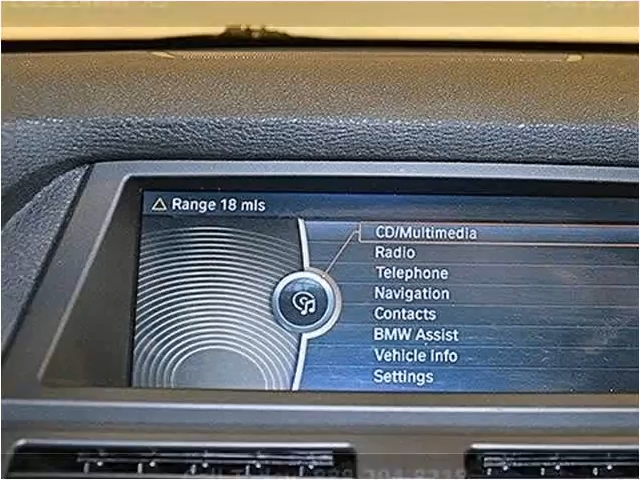 Range 18 mls
CD/Multimedia
Radio
Telephone
Navigation
Contacts
BMW Assist
Vehicle Info
Settings